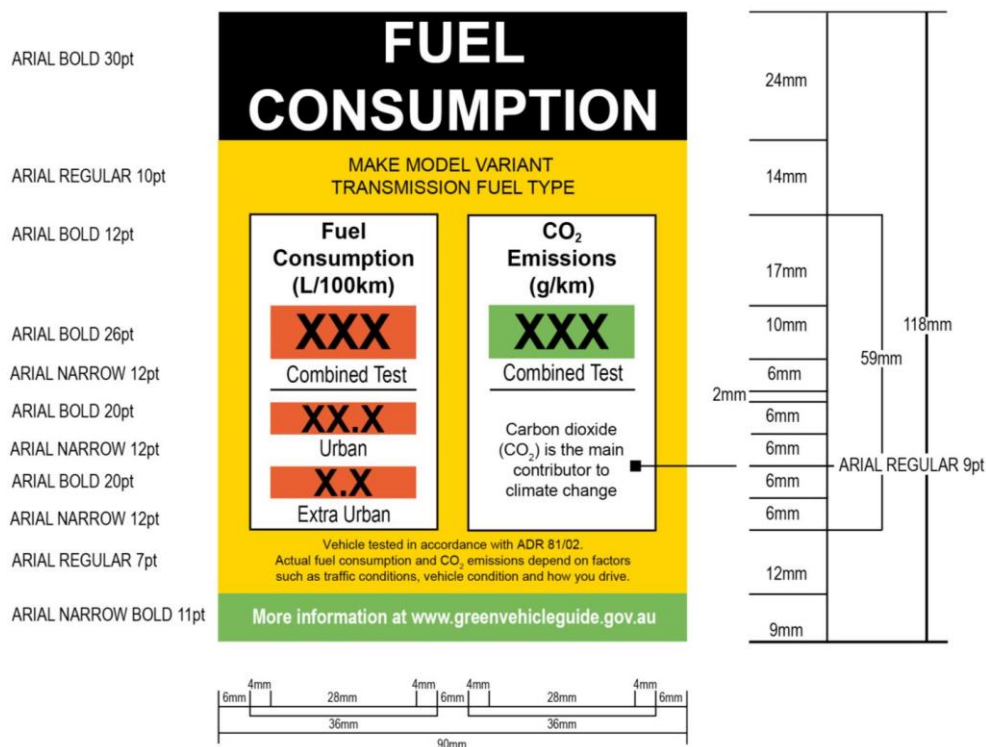 ARIAL BOLD 30pt
ARIAL REGULAR 10pt
ARIAL BOLD 12pt
ARIAL BOLD 26pt
ARIAL NARROW 12pt
ARIAL BOLD 20pt
ARIAL NARROW 12pt
ARIAL BOLD 20pt
ARIAL NARROW 12pt
ARIAL REGULAR 7pt
ARIAL NARROW BOLD 11pt
FUEL
CONSUMPTION
MAKE MODEL VARIANT
TRANSMISSION FUEL TYPE
Fuel
Consumption
(L/100km)
XXX
Combined Test
XX.X
Urban
X.X
Extra Urban
CO₂
Emissions
(g/km)
XXX
Combined Test
Carbon dioxide
(CO₂) is the main
contributor to
climate change
Vehicle tested in accordance with ADR 81/02.
Actual fuel consumption and CO₂ emissions depend on factors
such as traffic conditions, vehicle condition and how you drive.
More information at www.greenvehicleguide.gov.au
24mm
14mm
17mm
10mm
6mm
2mm
6mm
6mm
ARIAL REGULAR 9pt
6mm
6mm
12mm
9mm
59mm
118mm
4mm 4mm 4mm 4mm
6mm 28mm 6mm 28mm 6mm
36mm 36mm
90mm